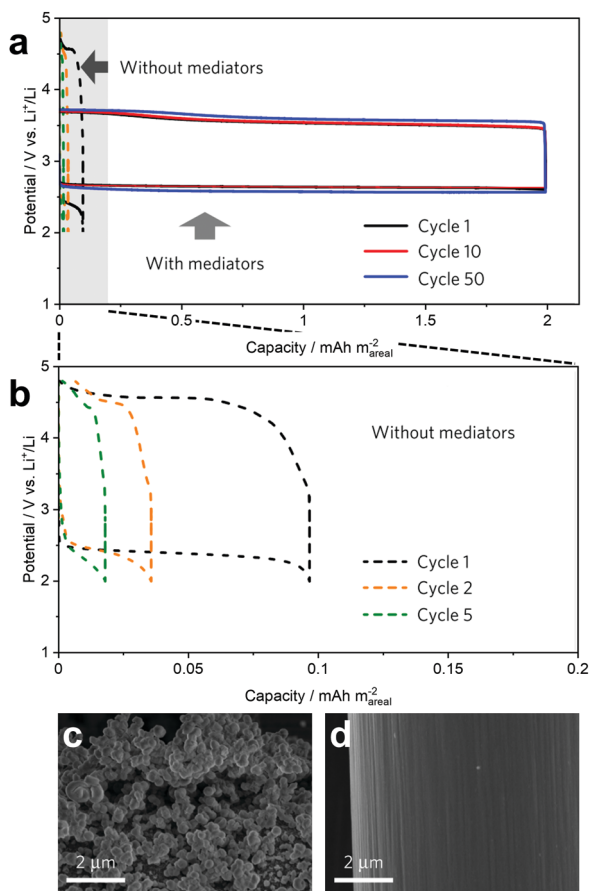 a
5
4
3
2
1
Potential / V vs. Li⁺/Li
Without mediators
With mediators
Cycle 1
Cycle 10
Cycle 50
0
0.5
1
1.5
2
Capacity / mAh m⁻²areal
b
5
4
3
2
1
Potential / V vs. Li⁺/Li
Without mediators
Cycle 1
Cycle 2
Cycle 5
0
0.05
0.1
0.15
0.2
Capacity / mAh m⁻²areal
c
2 μm
d
2 μm